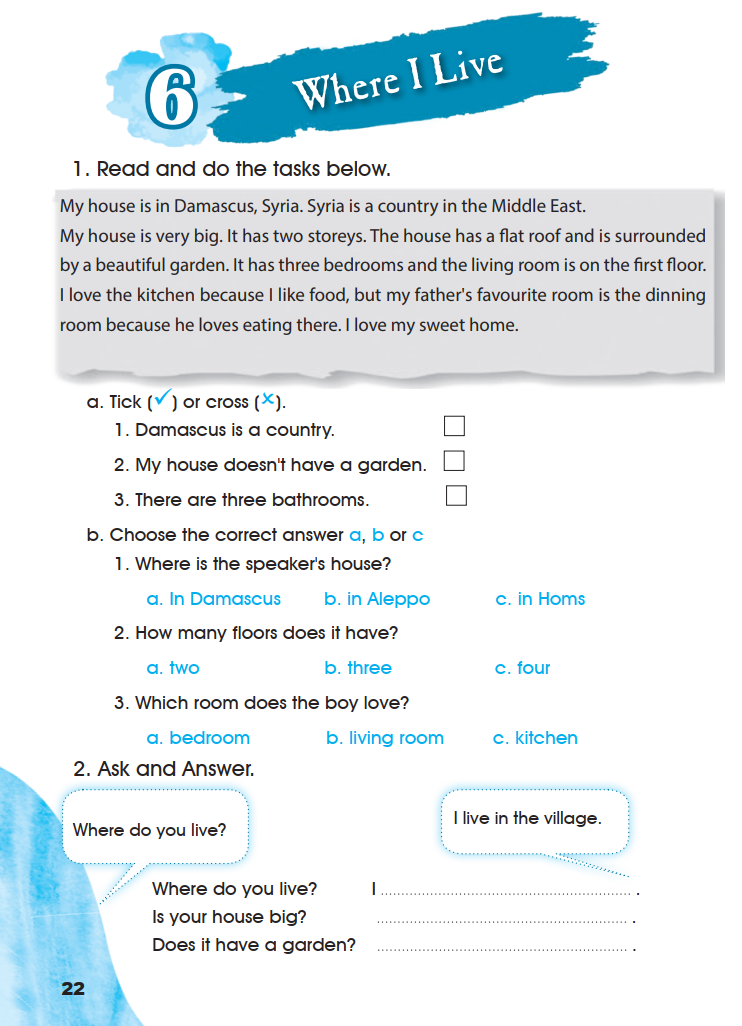 6
Where I Live
1. Read and do the tasks below.
My house is in Damascus, Syria. Syria is a country in the Middle East.
My house is very big. It has two storeys. The house has a flat roof and is surrounded
by a beautiful garden. It has three bedrooms and the living room is on the first floor.
I love the kitchen because I like food, but my father's favourite room is the dinning
room because he loves eating there. I love my sweet home.
a. Tick (✓) or cross (×).
1. Damascus is a country.
2. My house doesn't have a garden.
3. There are three bathrooms.
b. Choose the correct answer a, b or c
1. Where is the speaker's house?
a. In Damascus b. in Aleppo c. in Homs
2. How many floors does it have?
a. two b. three c. four
3. Which room does the boy love?
a. bedroom b. living room c. kitchen
2. Ask and Answer.
Where do you live? I live in the village.
Where do you live? I ........................................ .
Is your house big? ........................................ .
Does it have a garden? ........................................ .
22